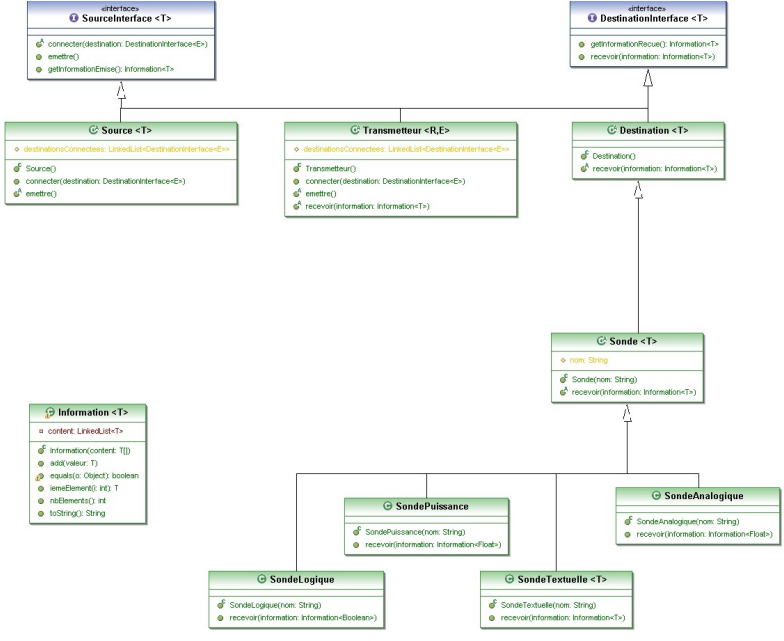 «interface»
SourceInterface <T>
connecter(destination: DestinationInterface<E>)
emettre()
getInformationEmise(): Information<T>
«interface»
DestinationInterface <T>
getInformationRecue(): Information<T>
recevoir(information: Information<T>)
Source <T>
destinationsConnectees: LinkedList<DestinationInterface<E>>
Source()
connecter(destination: DestinationInterface<E>)
emettre()
Transmetteur <R,E>
destinationsConnectees: LinkedList<DestinationInterface<E>>
Transmetteur()
connecter(destination: DestinationInterface<E>)
emettre()
recevoir(information: Information<T>)
Destination <T>
Destination()
recevoir(information: Information<T>)
Sonde <T>
nom: String
Sonde(nom: String)
recevoir(information: Information<T>)
Information <T>
content: LinkedList<T>
Information(content: T[])
add(valeur: T)
equals(o: Object): boolean
iemeElement(i: int): T
nbElements(): int
toString(): String
SondePuissance
SondePuissance(nom: String)
recevoir(information: Information<Float>)
SondeAnalogique
SondeAnalogique(nom: String)
recevoir(information: Information<Float>)
SondeLogique
SondeLogique(nom: String)
recevoir(information: Information<Boolean>)
SondeTextuelle <T>
SondeTextuelle(nom: String)
recevoir(information: Information<T>)